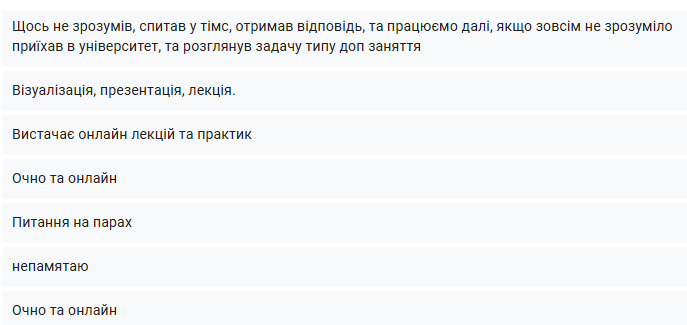 Щось не зрозумів, спитав у тімс, отримав відповідь, та працюємо далі, якщо зовсім не зрозуміло
приїхав в університет, та розглянув задачу типу доп заняття
Візуалізація, презентація, лекція.
Вистачає онлайн лекцій та практик
Очно та онлайн
Питання на парах
непамятаю
Очно та онлайн